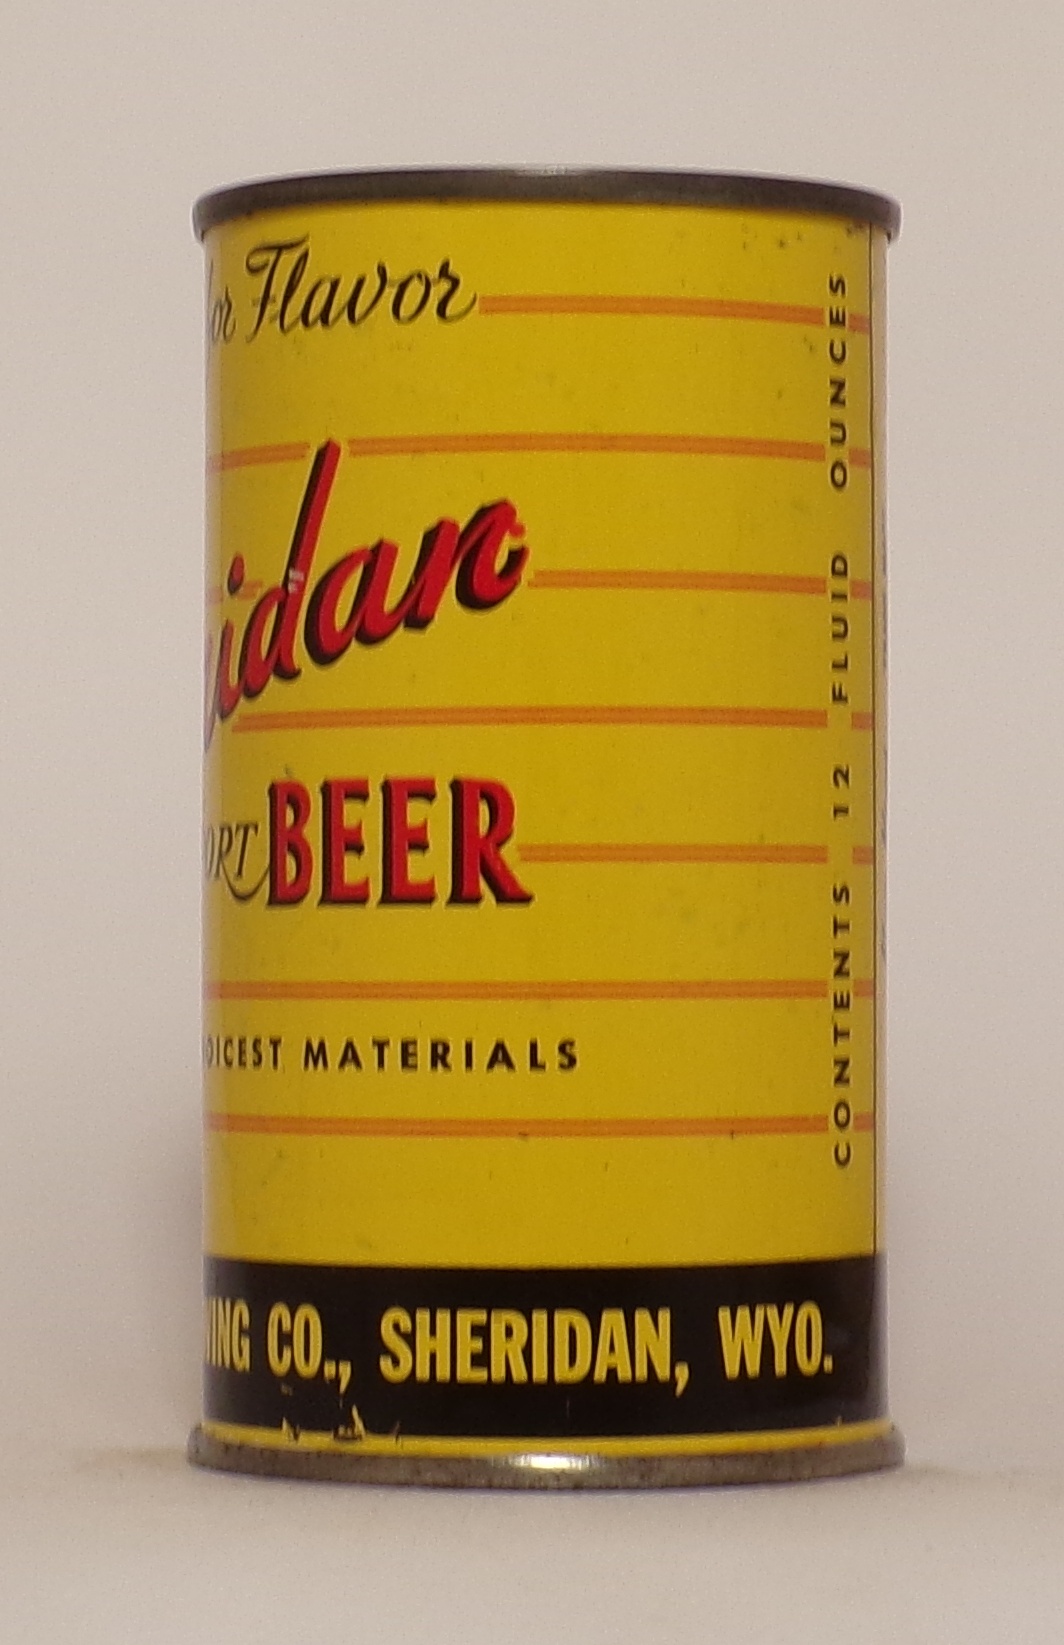 or Flavor
idan
ORT BEER
OICEST MATERIALS
ING CO., SHERIDAN, WYO.
CONTENTS 12 FLUID OUNCES